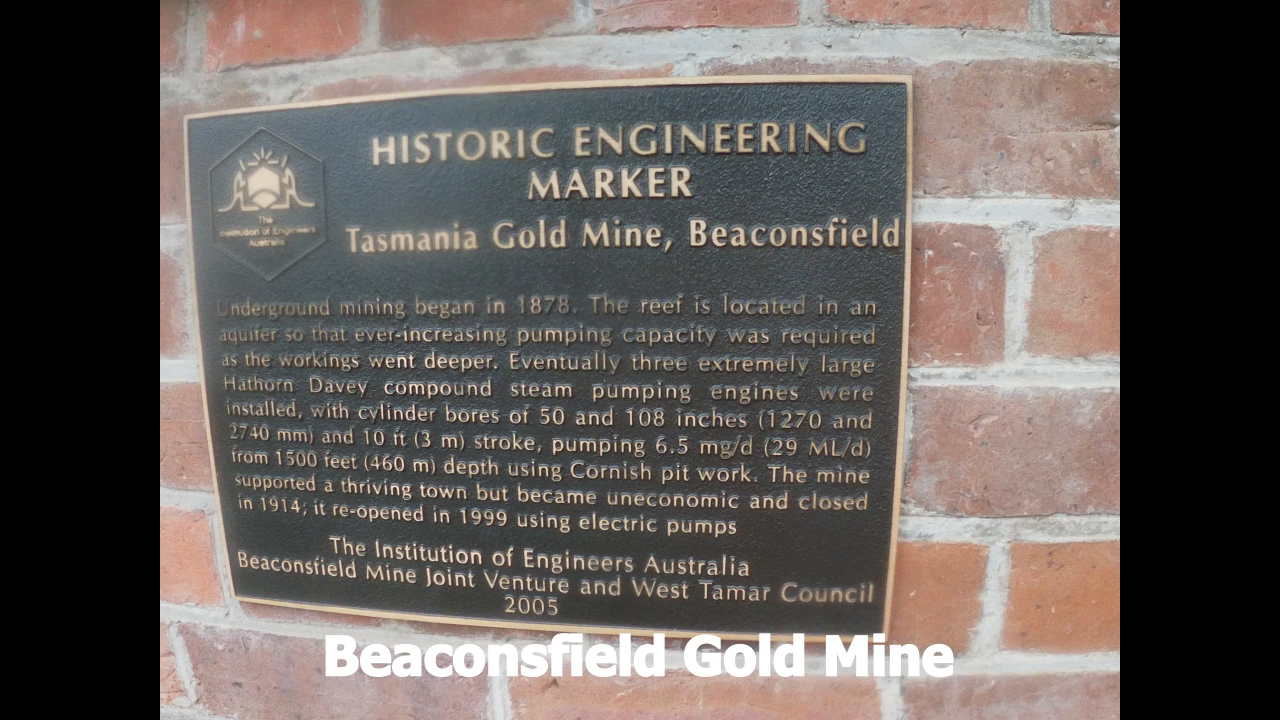 HISTORIC ENGINEERING
MARKER
The
Institution of Engineers
Australia
Tasmania Gold Mine, Beaconsfield
Underground mining began in 1878. The reef is located in an
aquifer so that ever-increasing pumping capacity was required
as the workings went deeper. Eventually three extremely large
Hathorn Davey compound steam pumping engines were
installed, with cylinder bores of 50 and 108 inches (1270 and
2740 mm) and 10 ft (3 m) stroke, pumping 6.5 mg/d (29 ML/d)
from 1500 feet (460 m) depth using Cornish pit work. The mine
supported a thriving town but became uneconomic and closed
in 1914; it re-opened in 1999 using electric pumps
The Institution of Engineers Australia
Beaconsfield Mine Joint Venture and West Tamar Council
2005
Beaconsfield Gold Mine